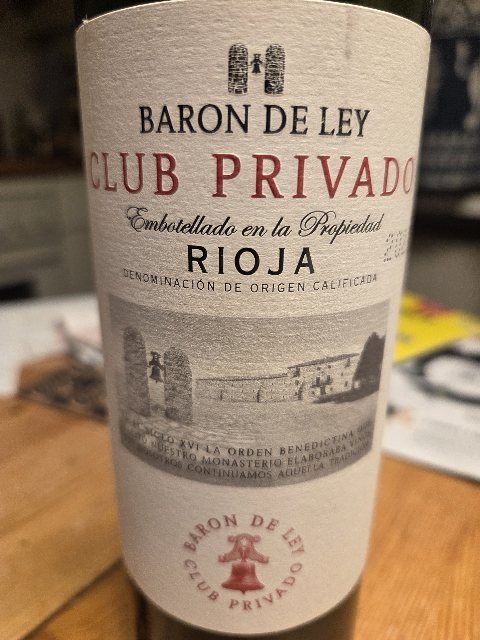 BARON DE LEY
CLUB PRIVADO
Embotellado en la Propiedad
RIOJA
DENOMINACIÓN DE ORIGEN CALIFICADA
SIGLO XVI LA ORDEN BENEDICTINA
NUESTRO MONASTERIO ELABORABA
CONTINUAMOS AQUELLA
BARON DE LEY
CLUB PRIVADO